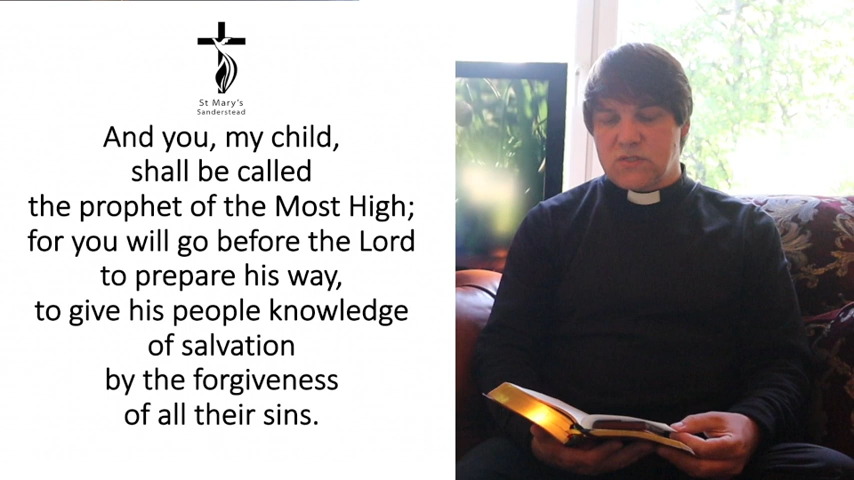 St Mary's
Sanderstead
And you, my child,
shall be called
the prophet of the Most High;
for you will go before the Lord
to prepare his way,
to give his people knowledge
of salvation
by the forgiveness
of all their sins.